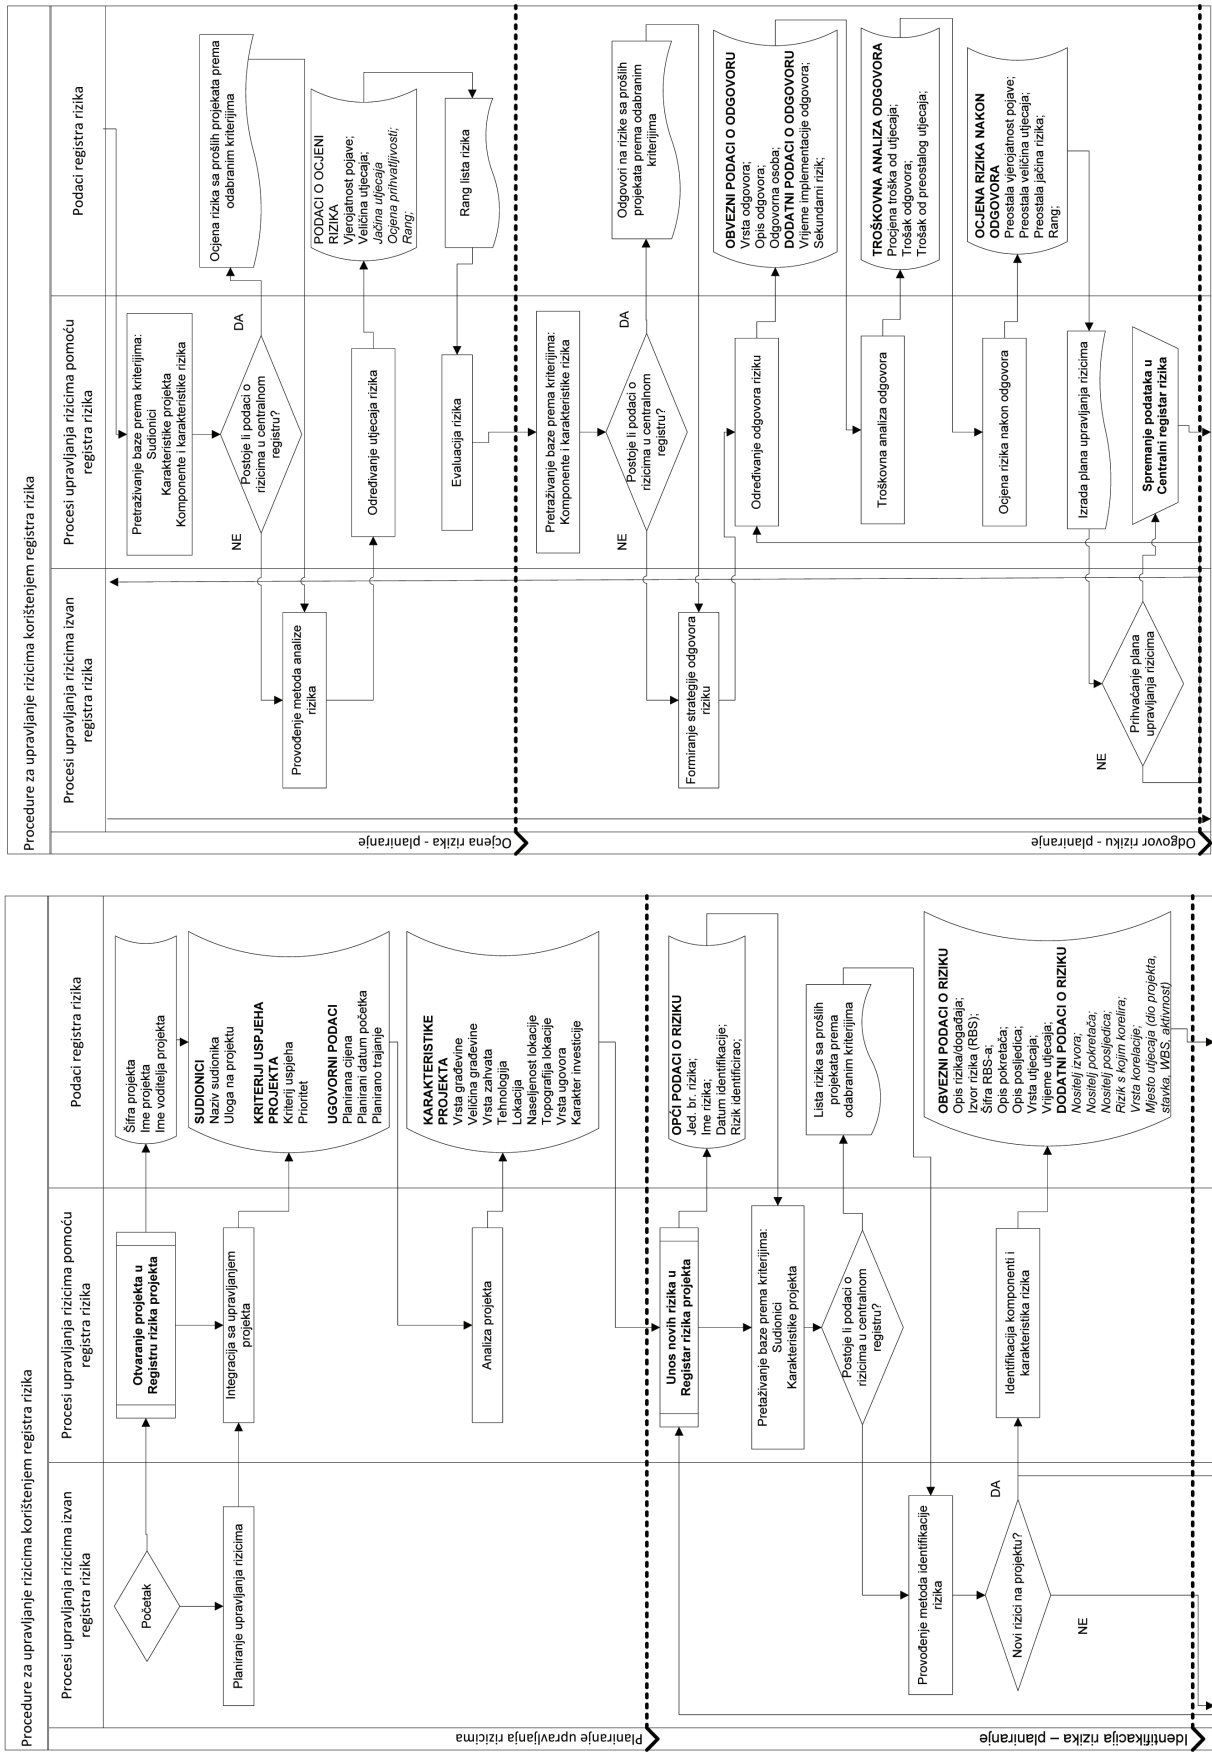 Procedure za upravljanje rizicima korištenjem registra rizika
Procesi upravljanja rizicima izvan
registra rizika
Procesi upravljanja rizicima pomoću
registra rizika
Podaci registra rizika
Planiranje upravljanja rizicima
Početak
Otvaranje projekta u
Registru rizika projekta
Šifra projekta
Ime projekta
Ime voditelja projekta
Planiranje upravljanja rizicima
Integracija sa upravljanjem
projekta
SUDIONICI
Naziv sudionika
Uloga na projektu
KRITERIJI USPJEHA
PROJEKTA
Kriterij uspjeha
Prioritet
UGOVORNI PODACI
Planirana cijena
Planirani datum početka
Planirano trajanje
Analiza projekta
KARAKTERISTIKE
PROJEKTA
Vrsta građevine
Veličina građevine
Vrsta zahvata
Tehnologija
Lokacija
Naseljenost lokacije
Topografija lokacije
Vrsta ugovora
Karakter investicije
Identifikacija rizika – planiranje
Unos novih rizika u
Registar rizika projekta
OPĆI PODACI O RIZIKU
Jed. br. rizika;
Ime rizika;
Datum identifikacije;
Rizik identificirao;
Pretaživanje baze prema kriterijima:
Sudionici
Karakteristike projekta
Postoje li podaci o
rizicima u centralnom
registru?
Lista rizika sa prošlih
projekata prema
odabranim kriterijima
Provođenje metoda identifikacije
rizika
Novi rizici na projektu?
DA
NE
Identifikacija komponenti i
karakteristika rizika
OBVEZNI PODACI O RIZIKU
Opis rizika/događaja;
Izvor rizika (RBS);
Šifra RBS-a;
Opis pokretača;
Opis posljedica;
Vrsta utjecaja;
Vrijeme utjecaja;
DODATNI PODACI O RIZIKU
Nositelj izvora;
Nositelj pokretača;
Nositelj posljedica;
Rizik s kojim korelira;
Vrsta korelacije;
Mjesto utjecaja (dio projekta,
stavka, WBS, aktivnost)
Procedure za upravljanje rizicima korištenjem registra rizika
Procesi upravljanja rizicima izvan
registra rizika
Procesi upravljanja rizicima pomoću
registra rizika
Podaci registra rizika
Ocjena rizika - planiranje
Pretraživanje baze prema kriterijima:
Sudionici
Karakteristike projekta
Komponente i karakteristike rizika
Postoje li podaci o
rizicima u centralnom
registru?
NE
DA
Ocjena rizika sa prošlih projekata prema
odabranim kriterijima
Provođenje metoda analize
rizika
Određivanje utjecaja rizika
PODACI O OCJENI
RIZIKA
Vjerojatnost pojave;
Veličina utjecaja;
Jačina utjecaja
Ocjena prihvatljivosti;
Rang;
Evaluacija rizika
Rang lista rizika
Odgovor riziku - planiranje
Pretraživanje baze prema kriterijima:
Komponente i karakteristike rizika
Postoje li podaci o
rizicima u centralnom
registru?
NE
DA
Odgovori na rizike sa prošlih
projekata prema odabranim
kriterijima
Formiranje strategije odgovora
riziku
Određivanje odgovora riziku
OBVEZNI PODACI O ODGOVORU
Vrsta odgovora;
Opis odgovora;
Odgovorna osoba;
DODATNI PODACI O ODGOVORU
Vrijeme implementacije odgovora;
Sekundarni rizik;
Troškovna analiza odgovora
TROŠKOVNA ANALIZA ODGOVORA
Procjena troška od utjecaja;
Trošak odgovora;
Trošak od preostalog utjecaja;
Ocjena rizika nakon odgovora
OCJENA RIZIKA NAKON
ODGOVORA
Preostala vjerojatnost pojave;
Preostala veličina utjecaja;
Preostala jačina rizika;
Rang;
Izrada plana upravljanja rizicima
Prihvaćanje plana
upravljanja rizicima
NE
Spremanje podataka u
Centralni registar rizika